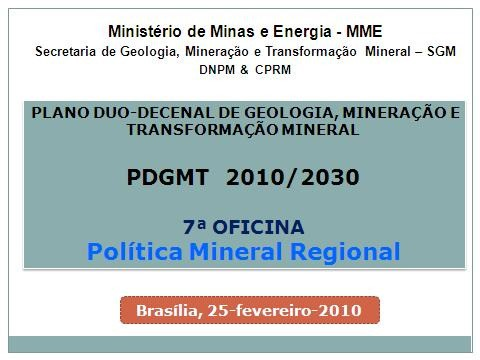 Ministério de Minas e Energia - MME
Secretaria de Geologia, Mineração e Transformação Mineral – SGM
DNPM & CPRM
PLANO DUO-DECENAL DE GEOLOGIA, MINERAÇÃO E
TRANSFORMAÇÃO MINERAL
PDGMT 2010/2030
7ª OFICINA
Política Mineral Regional
Brasília, 25-fevereiro-2010